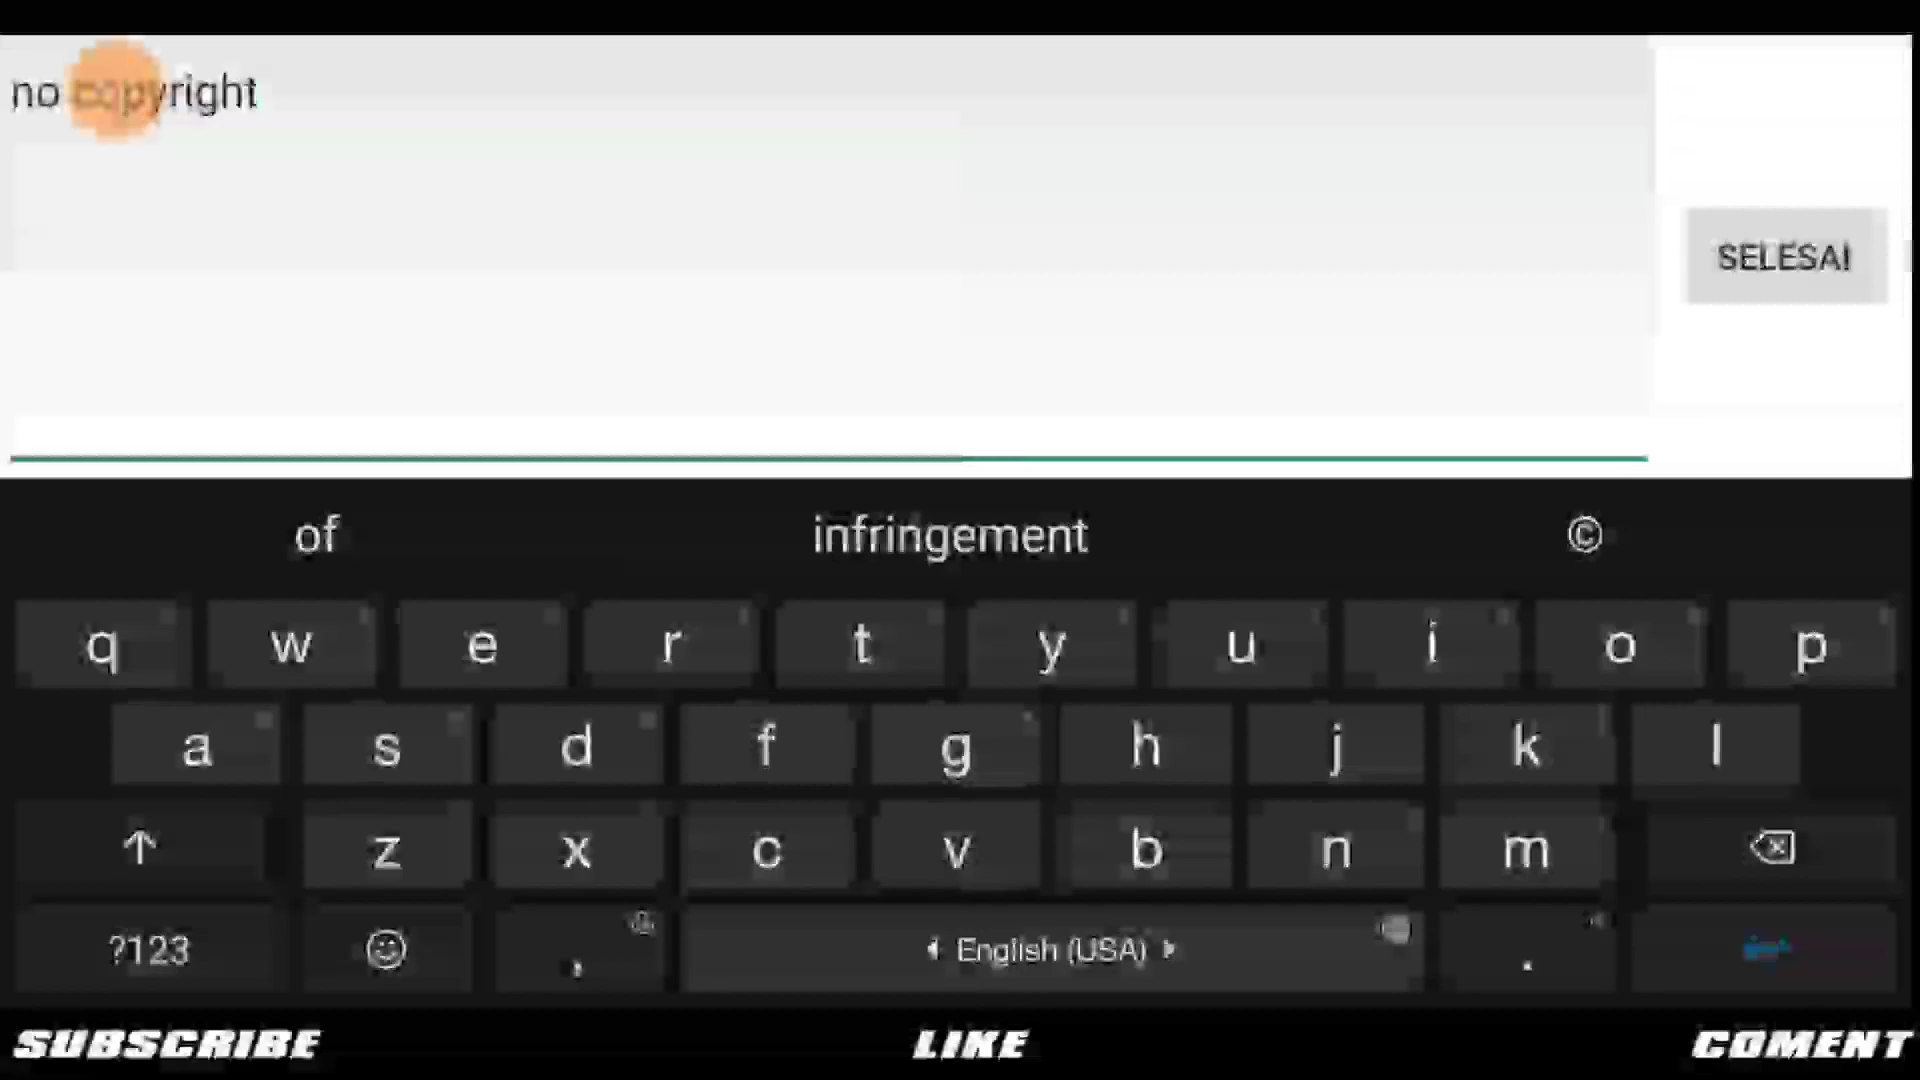 no copyright
SELESAI
of infringement ©
q w e r t y u i o p
a s d f g h j k l
z x c v b n m
?123 , English (USA) .
SUBSCRIBE LIKE COMENT